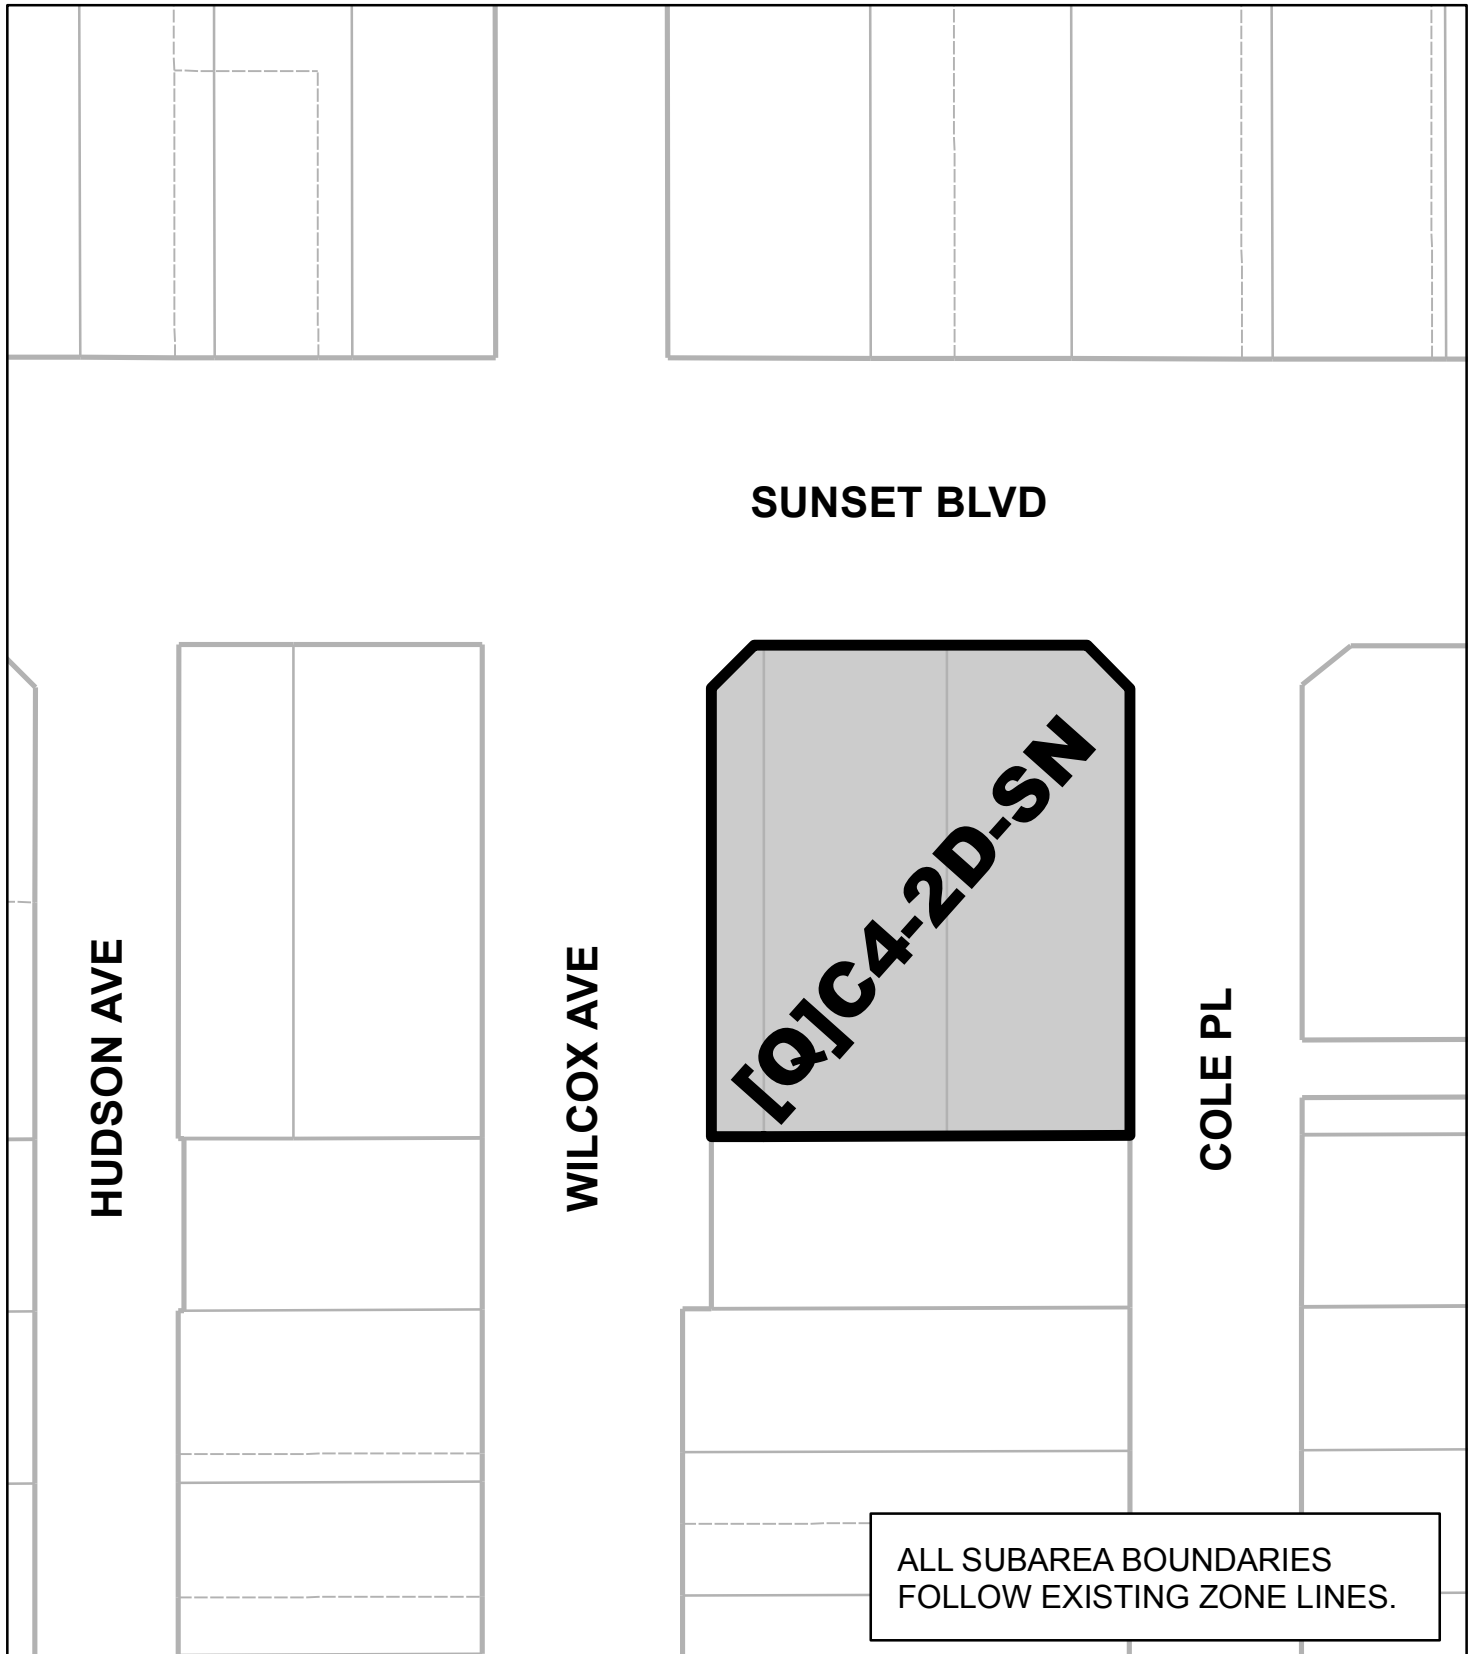 SUNSET BLVD
HUDSON AVE
WILCOX AVE
[Q]C4-2D-SN
COLE PL
ALL SUBAREA BOUNDARIES
FOLLOW EXISTING ZONE LINES.